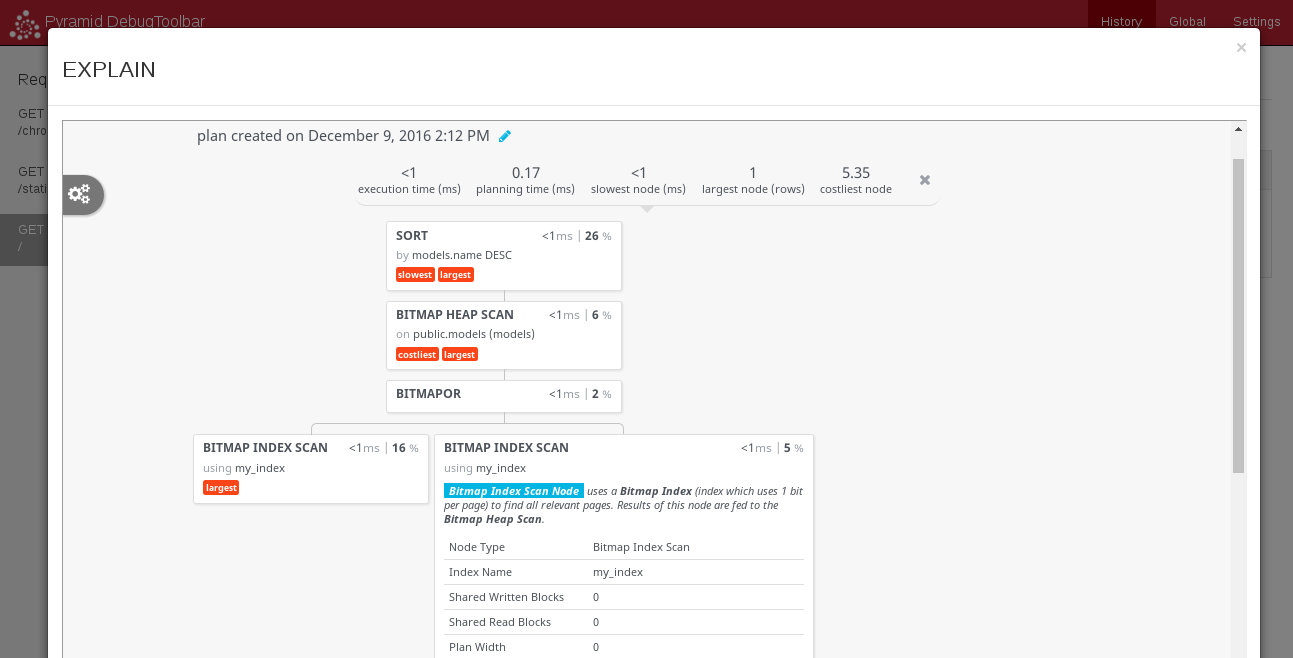 Pyramid DebugToolbar
History Global Settings
×
EXPLAIN
Req
GET
/chro
GET
/stati
GET
/
plan created on December 9, 2016 2:12 PM
<1 0.17 <1 1 5.35
execution time (ms) planning time (ms) slowest node (ms) largest node (rows) costliest node
SORT <1ms | 26 %
by models.name DESC
slowest largest
BITMAP HEAP SCAN <1ms | 6 %
on public.models (models)
costliest largest
BITMAPOR <1ms | 2 %
BITMAP INDEX SCAN <1ms | 16 %
using my_index
largest
BITMAP INDEX SCAN <1ms | 5 %
using my_index
Bitmap Index Scan Node uses a Bitmap Index (index which uses 1 bit
per page) to find all relevant pages. Results of this node are fed to the
Bitmap Heap Scan.
Node Type Bitmap Index Scan
Index Name my_index
Shared Written Blocks 0
Shared Read Blocks 0
Plan Width 0